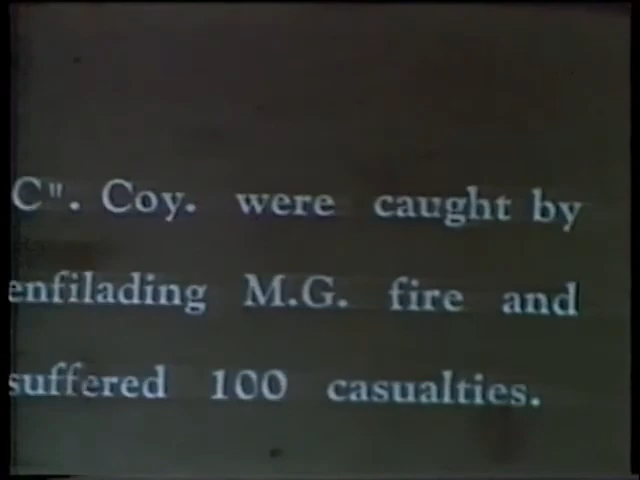 C". Coy. were caught by
enfilading M.G. fire and
suffered 100 casualties.